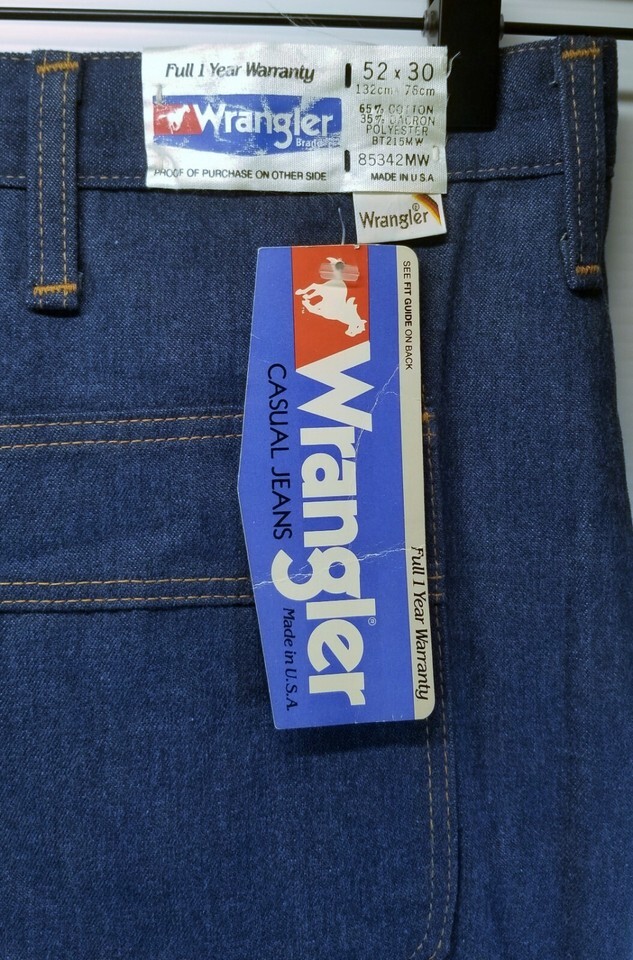 Full 1 Year Warranty
Wrangler
Brand
PROOF OF PURCHASE ON OTHER SIDE
52 x 30
132cm 76cm
65% COTTON
35% DACRON
POLYESTER
BT215MW
85342MW
MADE IN U.S.A
Wrangler®
SEE FIT GUIDE ON BACK
Full 1 Year Warranty
Wrangler®
CASUAL JEANS
Made in U.S.A.